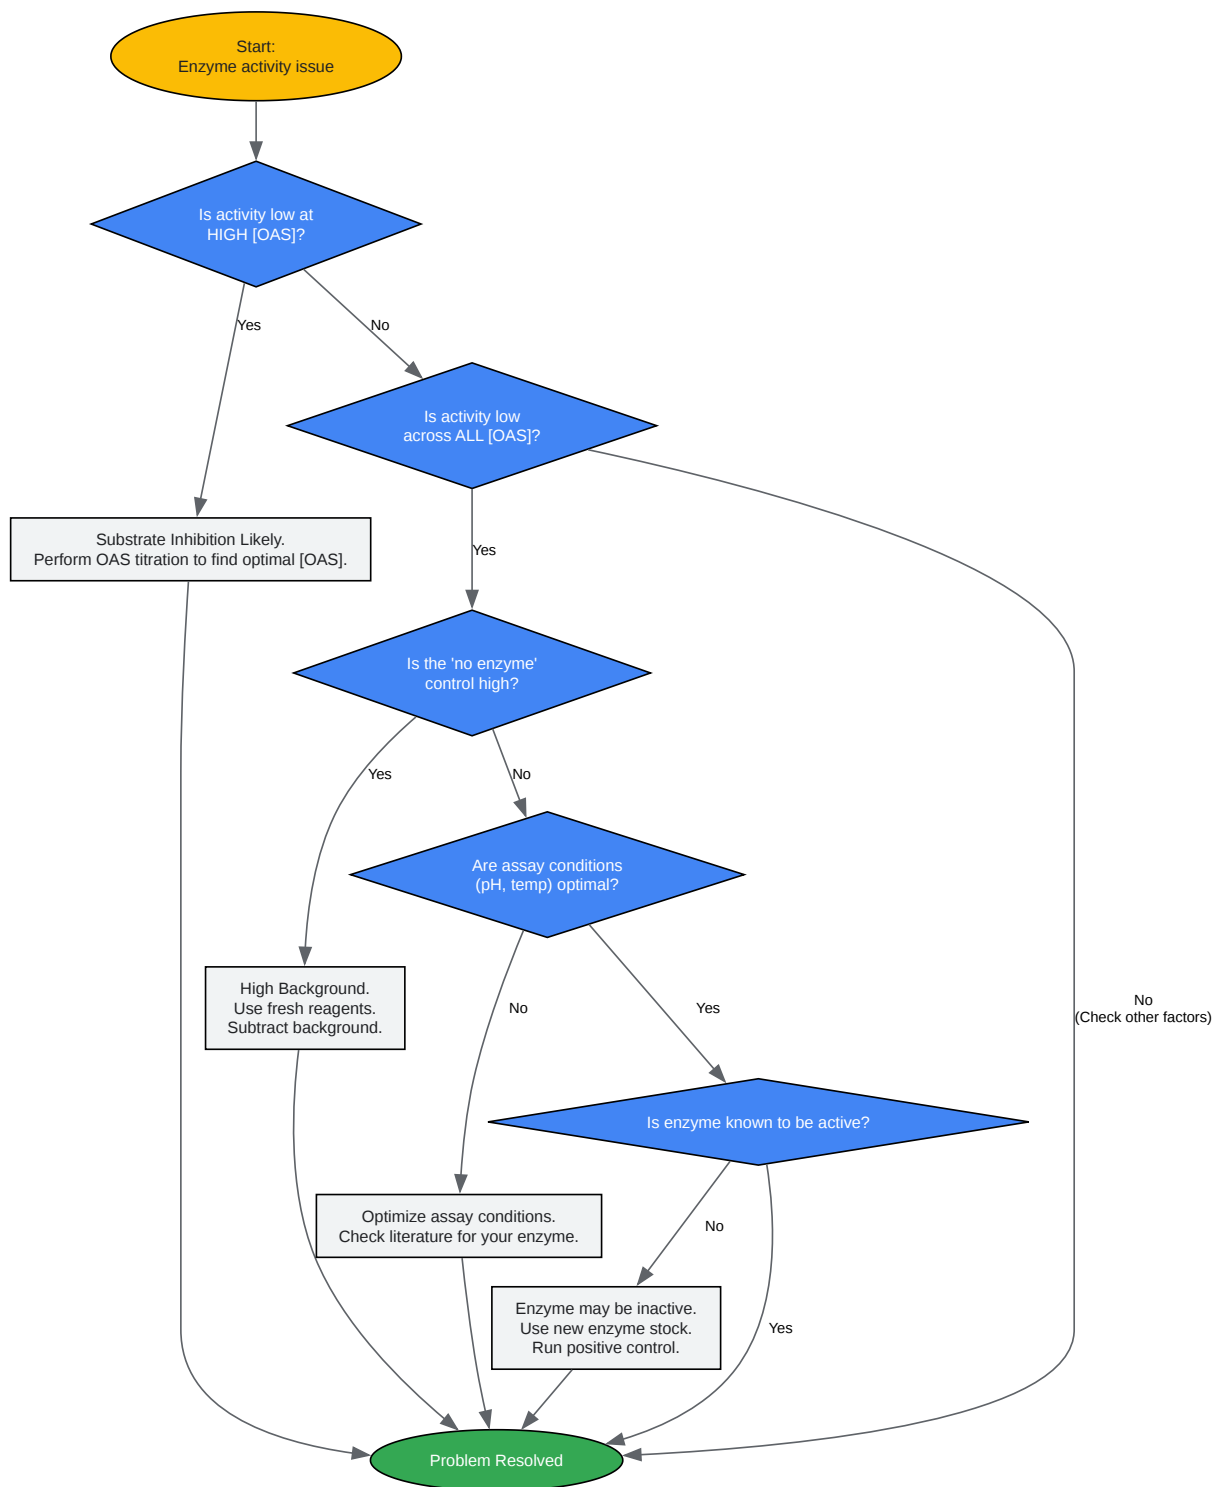 Start:
Enzyme activity issue
Is activity low at
HIGH [OAS]?
Yes
No
Is activity low
across ALL [OAS]?
Substrate Inhibition Likely.
Perform OAS titration to find optimal [OAS].
Yes
Is the 'no enzyme'
control high?
Yes
No
Are assay conditions
(pH, temp) optimal?
High Background.
Use fresh reagents.
Subtract background.
No
Yes
No
(Check other factors)
Is enzyme known to be active?
Optimize assay conditions.
Check literature for your enzyme.
No
Enzyme may be inactive.
Use new enzyme stock.
Run positive control.
Yes
Problem Resolved